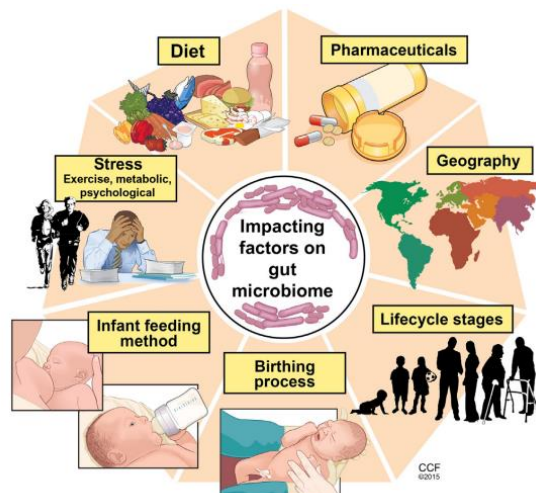 Diet
Pharmaceuticals
Stress
Exercise, metabolic,
psychological
Geography
Impacting
factors on
gut
microbiome
Infant feeding
method
Birthing
process
Lifecycle stages
CCF
©2015